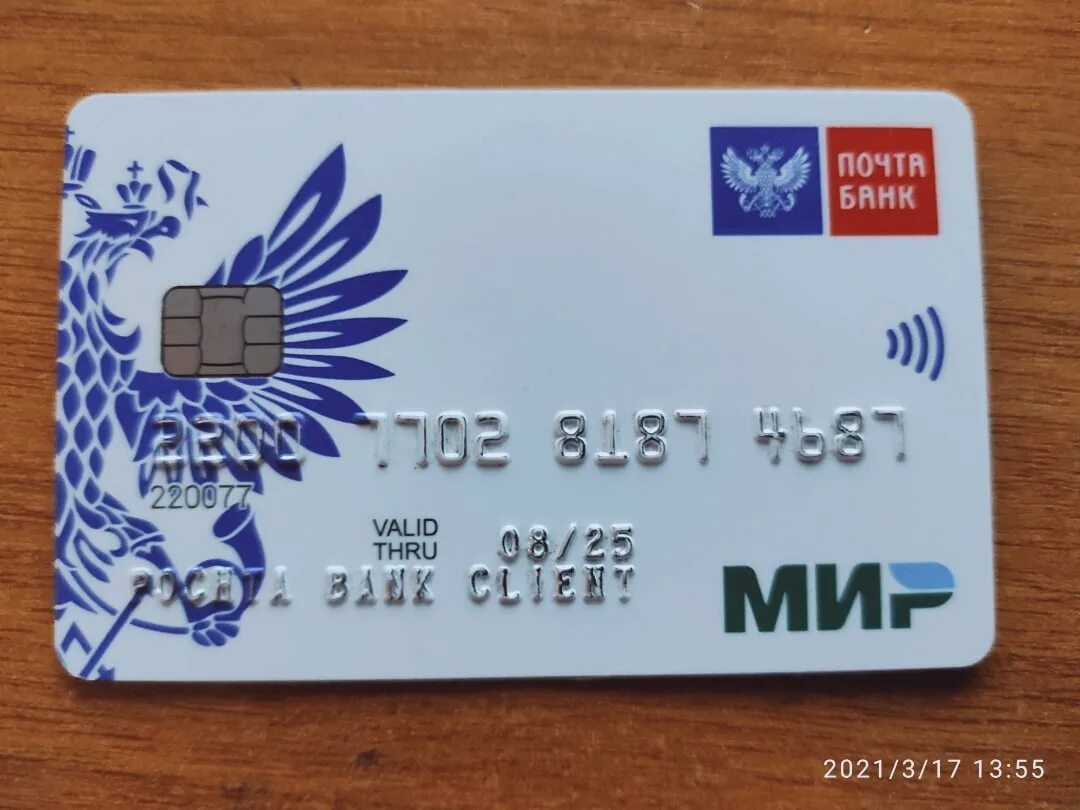 ПОЧТА
БАНК
2200 7702 8187 4687
220077
VALID
THRU 08/25
POCHTA BANK CLIENT
МИР
2021/3/17 13:55